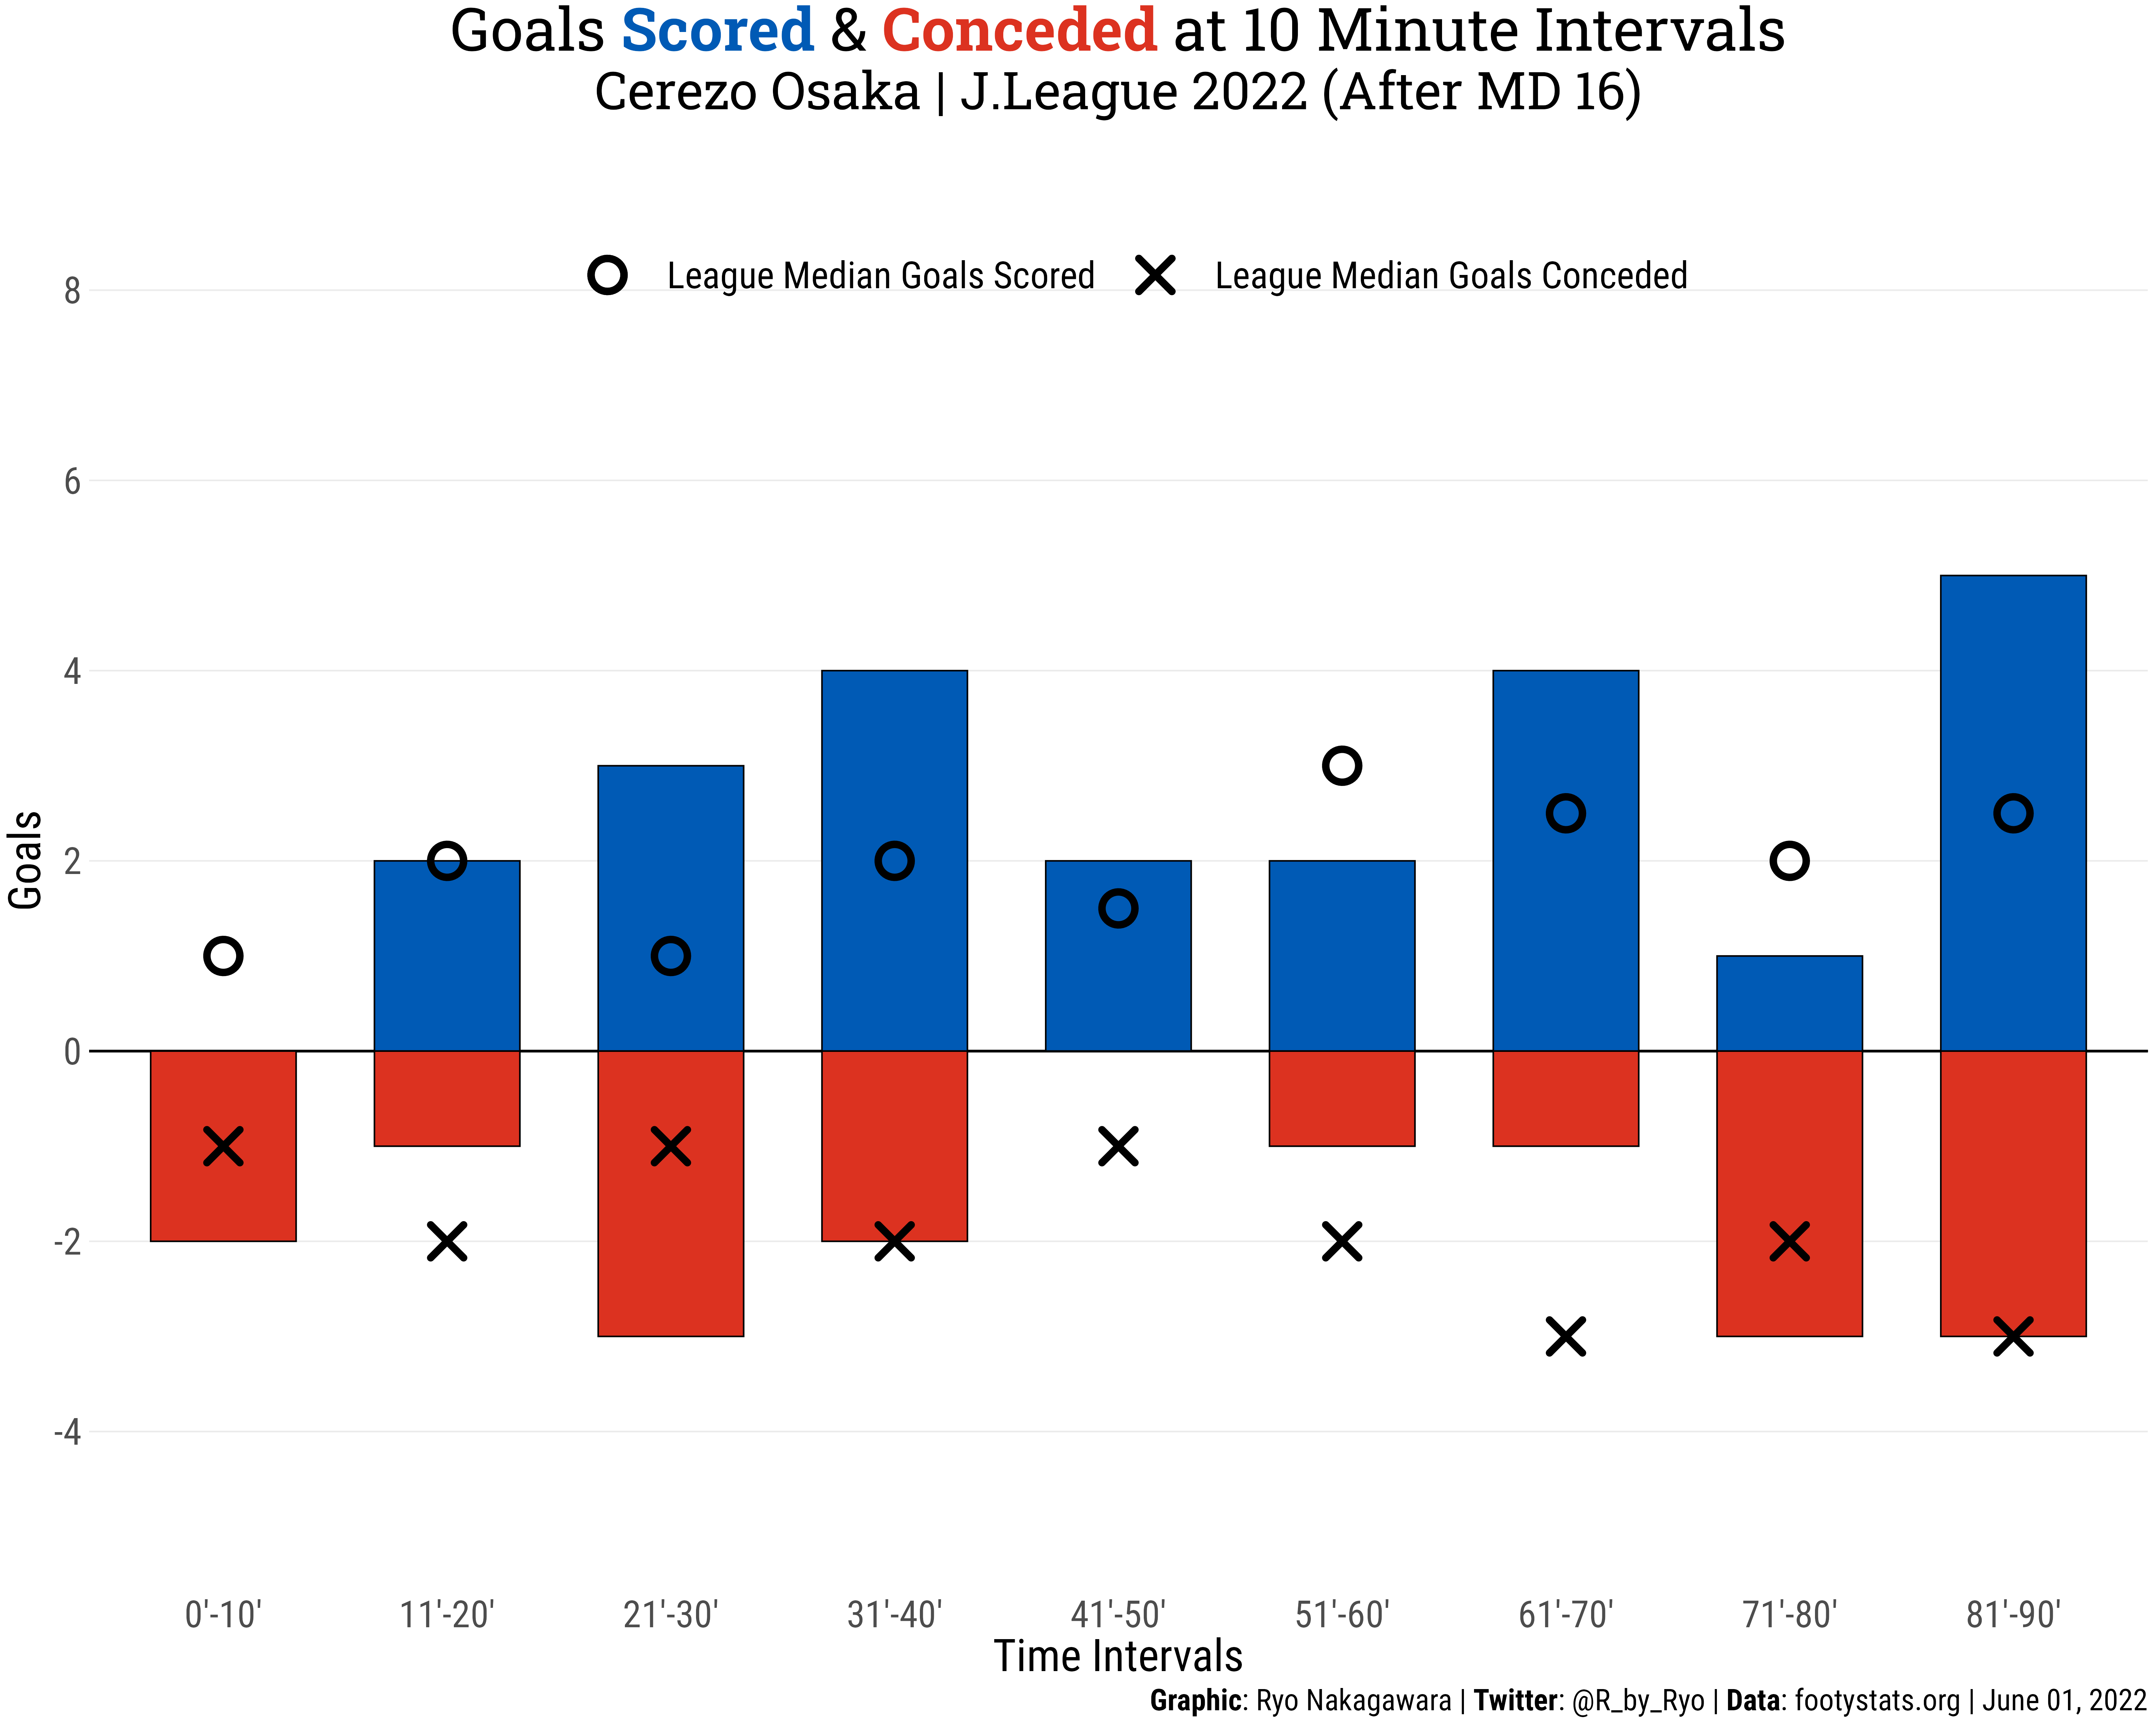 Goals Scored & Conceded at 10 Minute Intervals
Cerezo Osaka | J.League 2022 (After MD 16)
League Median Goals Scored
League Median Goals Conceded
8
6
4
2
0
-2
-4
Goals
0'-10'
11'-20'
21'-30'
31'-40'
41'-50'
51'-60'
61'-70'
71'-80'
81'-90'
Time Intervals
Graphic: Ryo Nakagawara | Twitter: @R_by_Ryo | Data: footystats.org | June 01, 2022